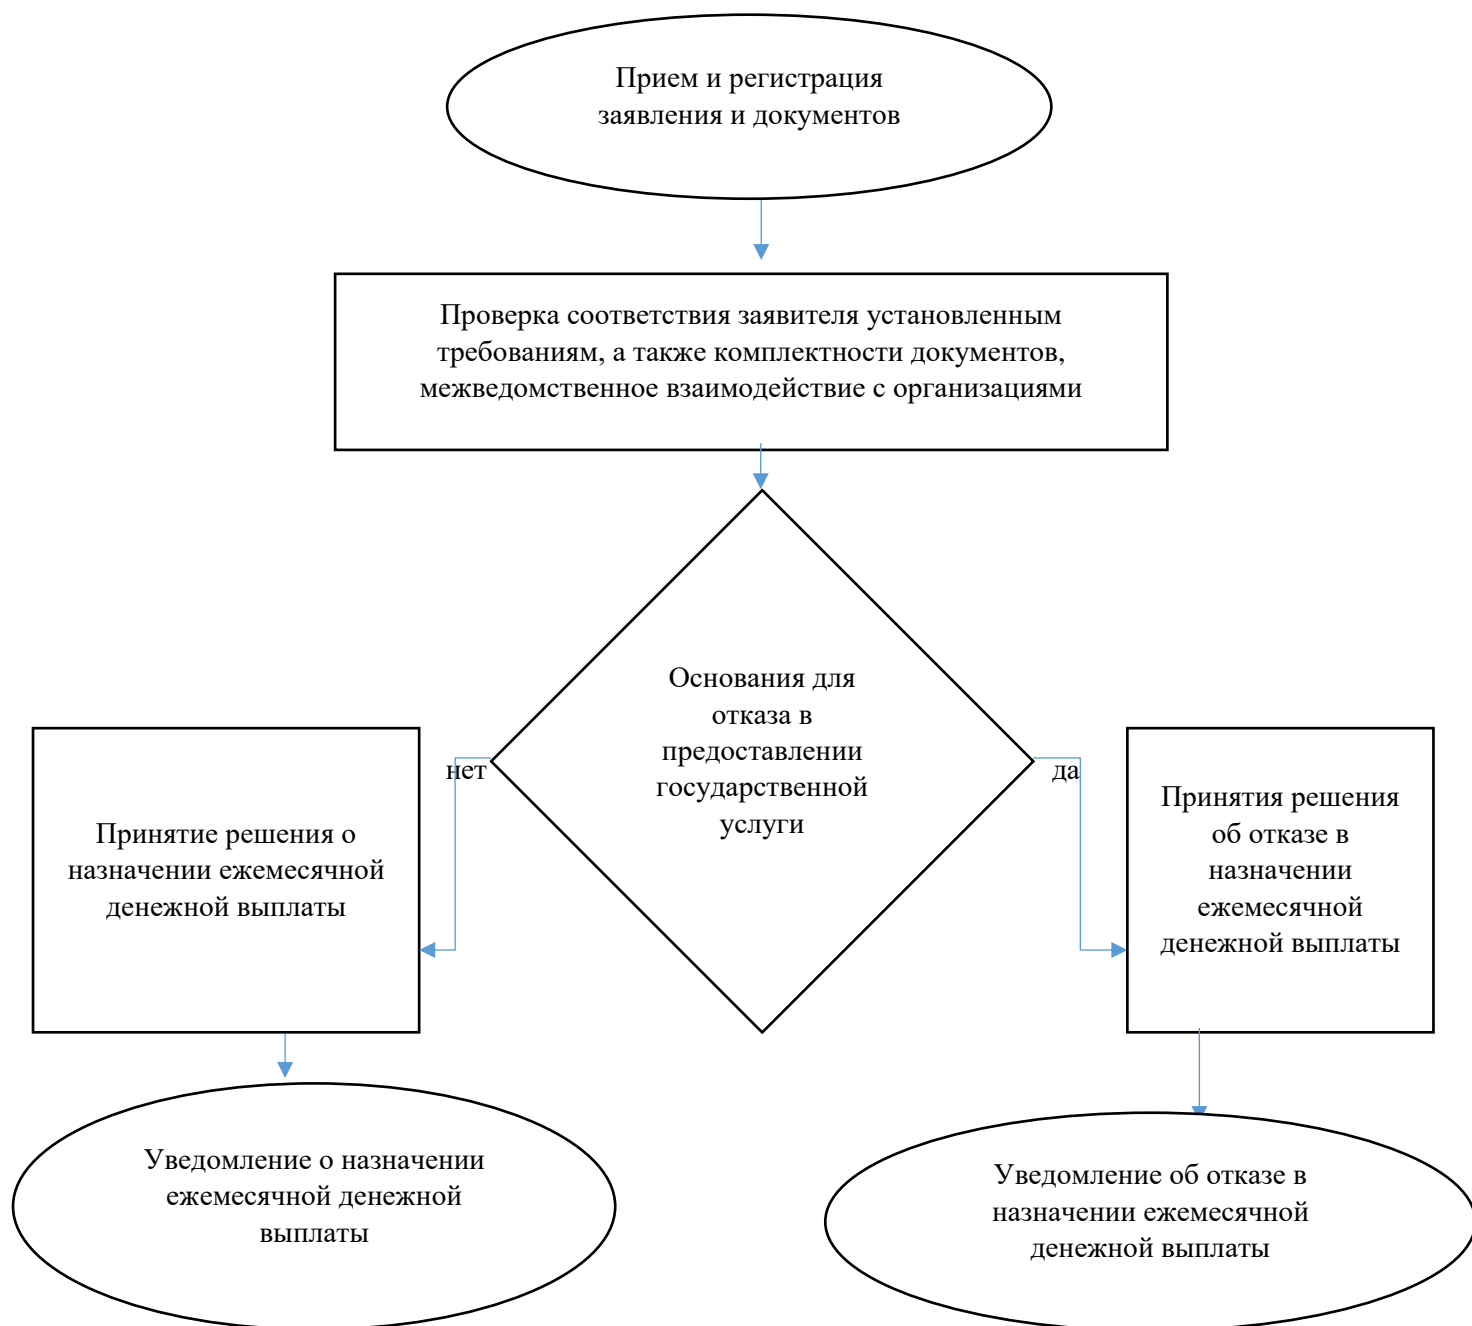 Прием и регистрация
заявления и документов
Проверка соответствия заявителя установленным
требованиям, а также комплектности документов,
межведомственное взаимодействие с организациями
Основания для
отказа в
предоставлении
государственной
услуги
нет
да
Принятие решения о
назначении ежемесячной
денежной выплаты
Принятия решения
об отказе в
назначении
ежемесячной
денежной выплаты
Уведомление о назначении
ежемесячной денежной
выплаты
Уведомление об отказе в
назначении ежемесячной
денежной выплаты